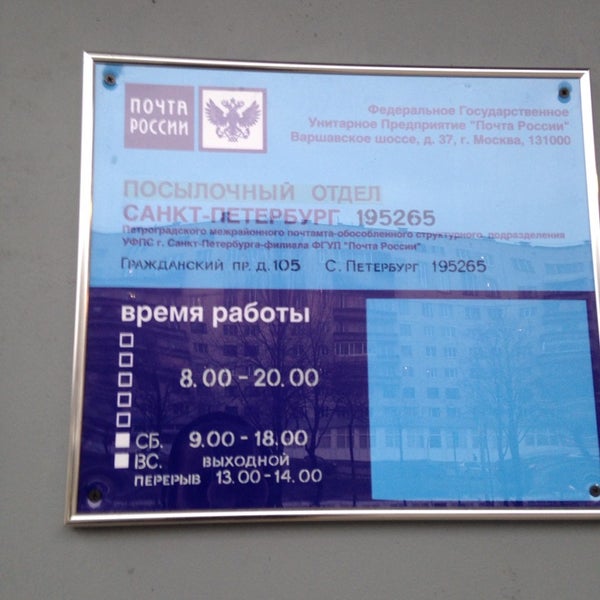 ПОЧТА
РОССИИ
Федеральное Государственное
Унитарное Предприятие "Почта России"
Варшавское шоссе, д. 37, г. Москва, 131000
ПОСЫЛОЧНЫЙ ОТДЕЛ
САНКТ-ПЕТЕРБУРГ 195265
Петроградского межрайонного почтамта-обособленного структурного подразделения
УФПС г. Санкт-Петербурга-филиала ФГУП "Почта России"
ГРАЖДАНСКИЙ ПР. Д. 105 С. ПЕТЕРБУРГ 195265
время работы
8.00 - 20.00
СБ. 9.00 - 18.00
ВС. ВЫХОДНОЙ
ПЕРЕРЫВ 13.00 - 14.00